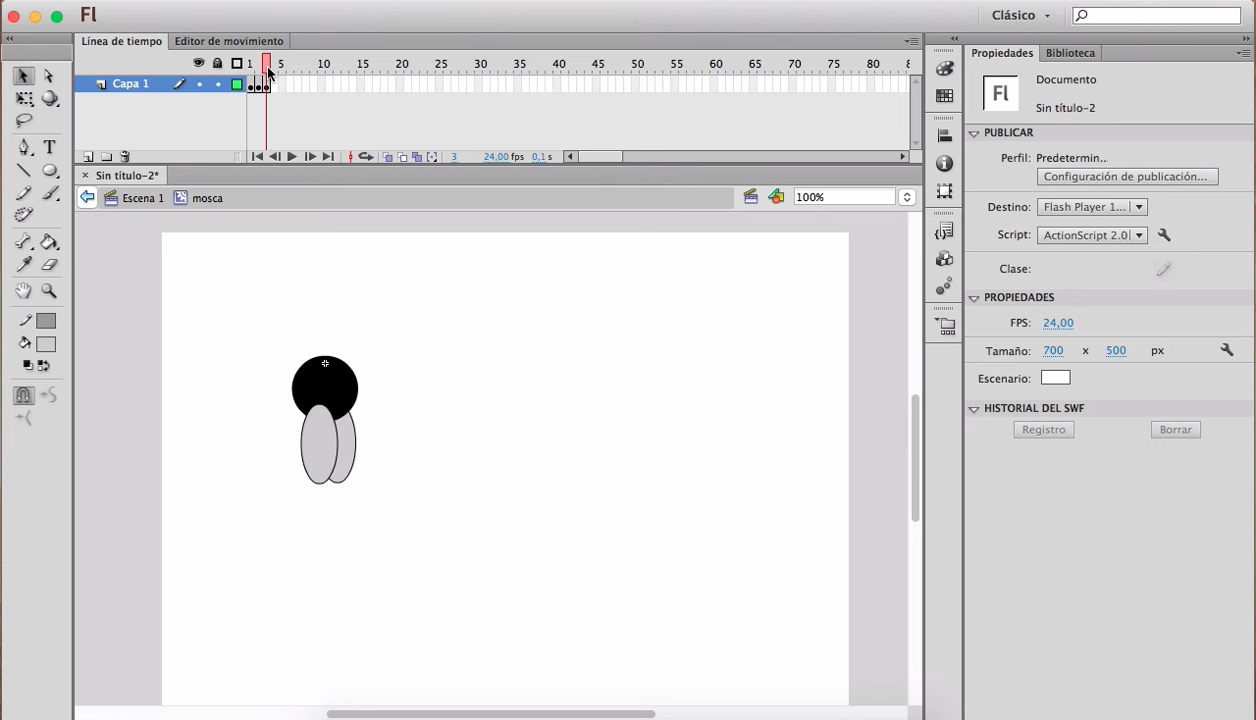 Fl
Clásico
Línea de tiempo
Editor de movimiento
1 5 10 15 20 25 30 35 40 45 50 55 60 65 70 75 80 8
Capa 1
3 24,00 fps 0,1 s
Sin título-2*
Escena 1 mosca
100%
Propiedades
Biblioteca
Fl
Documento
Sin título-2
PUBLICAR
Perfil: Predetermin...
Configuración de publicación...
Destino: Flash Player 1...
Script: ActionScript 2.0
Clase:
PROPIEDADES
FPS: 24,00
Tamaño: 700 x 500 px
Escenario:
HISTORIAL DEL SWF
Registro
Borrar
T